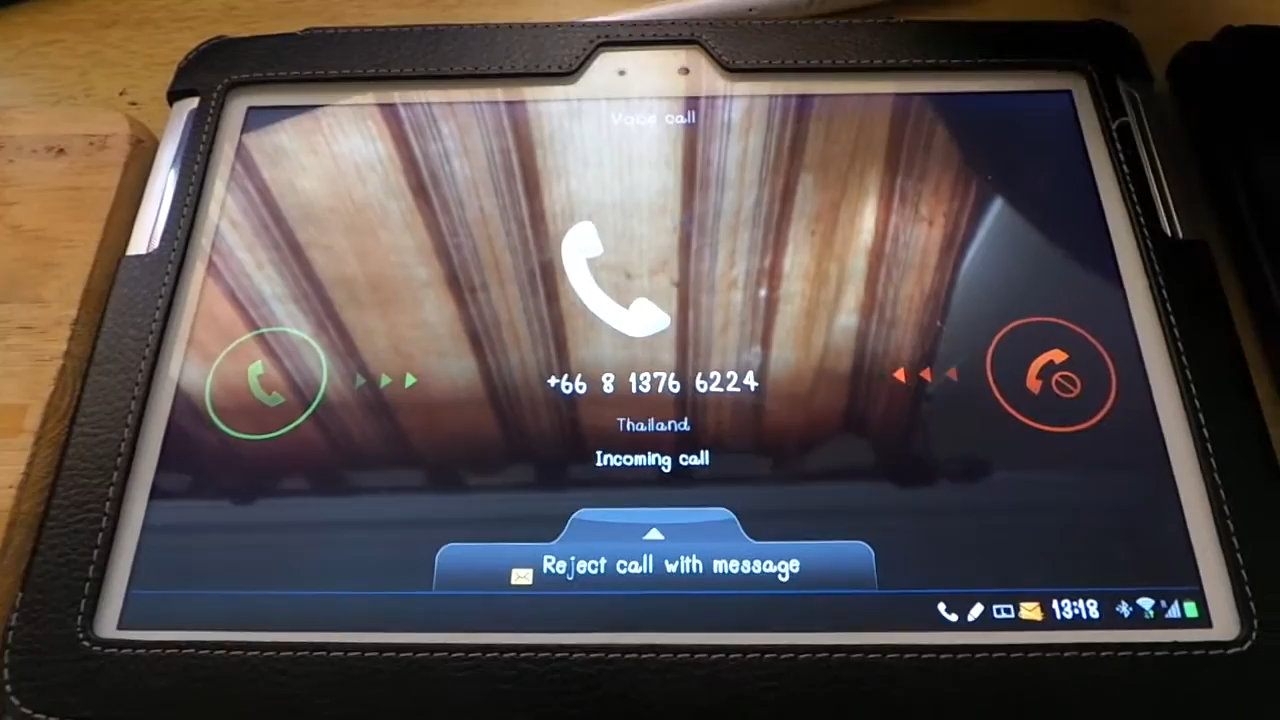 Voice call
+66 8 1376 6224
Thailand
Incoming call
Reject call with message
13:18